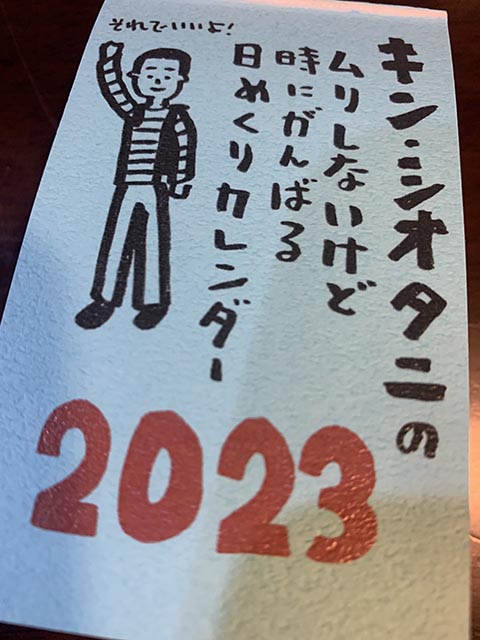 キン・シオタニの
ムリしないけど
時にがんばる
日めくりカレンダー
それでいいよ!
2023